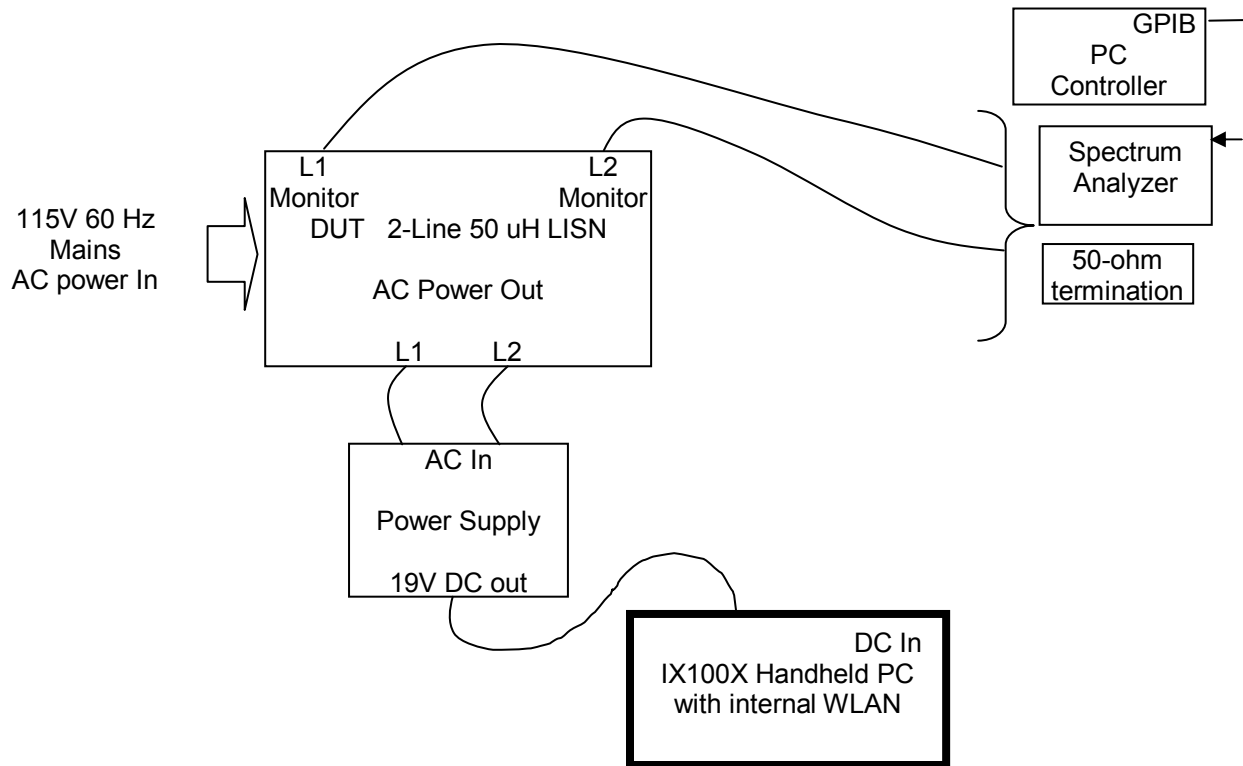 GPIB
PC
Controller
Spectrum
Analyzer
50-ohm
termination
L1
Monitor
L2
Monitor
DUT 2-Line 50 uH LISN
AC Power Out
L1 L2
115V 60 Hz
Mains
AC power In
AC In
Power Supply
19V DC out
DC In
IX100X Handheld PC
with internal WLAN